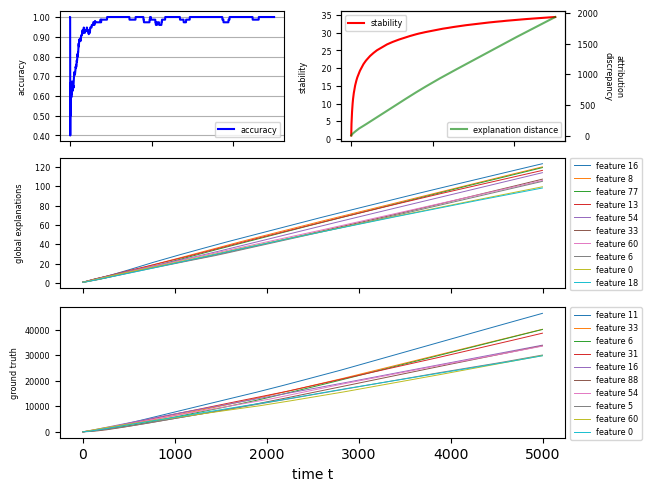 1.00
0.90
0.80
0.70
0.60
0.50
0.40
accuracy
accuracy
35
30
25
20
15
10
5
0
stability
stability
explanation distance
2000
1500
1000
500
0
attribution
discrepancy
120
100
80
60
40
20
0
global explanations
feature 16
feature 8
feature 77
feature 13
feature 54
feature 33
feature 60
feature 6
feature 0
feature 18
40000
30000
20000
10000
0
ground truth
feature 11
feature 33
feature 6
feature 31
feature 16
feature 88
feature 54
feature 5
feature 60
feature 0
0 1000 2000 3000 4000 5000
time t